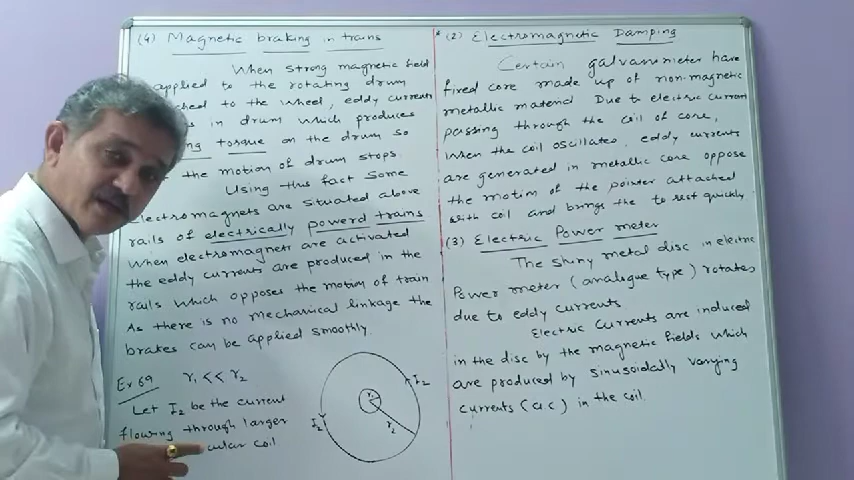 (4) Magnetic braking in trains
When strong magnetic field
applied to the rotating drum
ched to the wheel, eddy currents
in drum which produces
ing torque on the drum so
the motion of drum stops.
Using this fact some
Electromagnets are situated above
rails of electrically powerd trains
When electromagnets are activated
the eddy currents are produced in the
rails which opposes the motion of train
As there is no mechanical linkage the
brakes can be applied smoothly.
Ex 69 r₁ << r₂
Let I₂ be the current
flowing through larger
cular coil
r₁
r₂
I₂
I₂
(2) Electromagnetic Damping
Certain galvanometer have
fixed core made up of non-magnetic
metallic material Due to electric current
passing through the coil of core,
When the coil oscillates, eddy currents
are generated in metallic core oppose
the motion of the pointer attached
with coil and brings the to rest quickly
(3) Electric Power meter
The shiny metal disc in electric
Power meter (analogue type) rotates
due to eddy currents
Electric currents are induced
in the disc by the magnetic fields which
are produced by sinusoidally varying
currents (ac) in the coil.